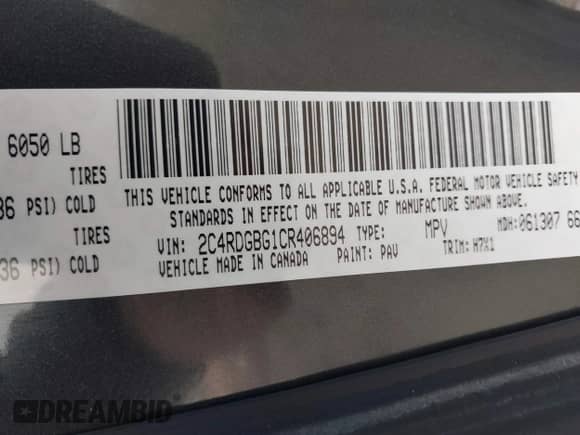 6050 LB
TIRES
36 PSI) COLD
TIRES
36 PSI) COLD
THIS VEHICLE CONFORMS TO ALL APPLICABLE U.S.A. FEDERAL MOTOR VEHICLE SAFETY
STANDARDS IN EFFECT ON THE DATE OF MANUFACTURE SHOWN ABOVE.
VIN: 2C4RDGBG1CR406894 TYPE: MPV MDH:061307
VEHICLE MADE IN CANADA PAINT: PAV TRIM: H7X1
DREAMBID